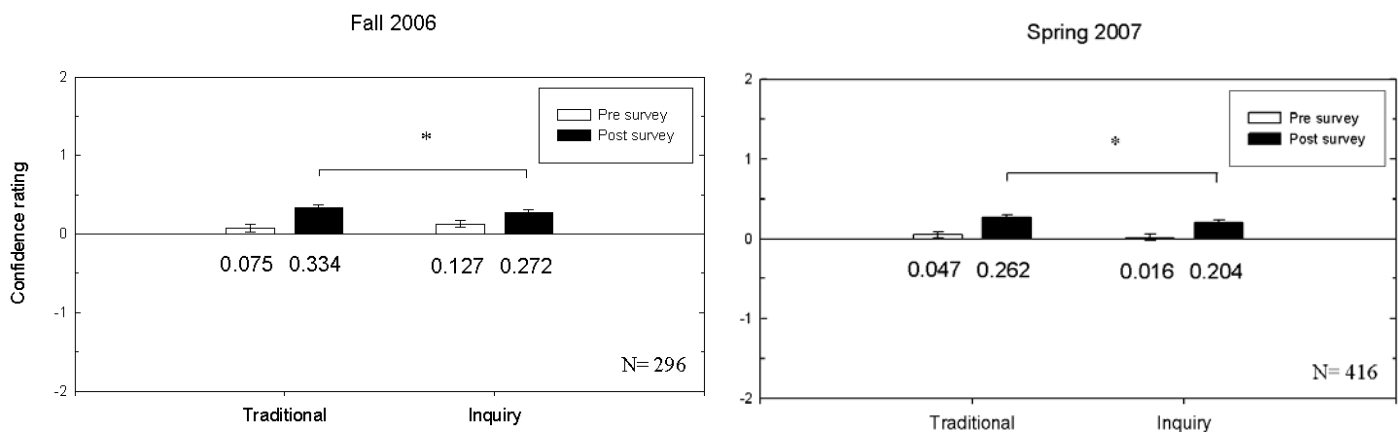 Fall 2006
Confidence rating
2
1
0
-1
-2
Pre survey
Post survey
*
0.075 0.334 0.127 0.272
N= 296
Traditional Inquiry
Spring 2007
2
1
0
-1
-2
Pre survey
Post survey
*
0.047 0.262 0.016 0.204
N= 416
Traditional Inquiry